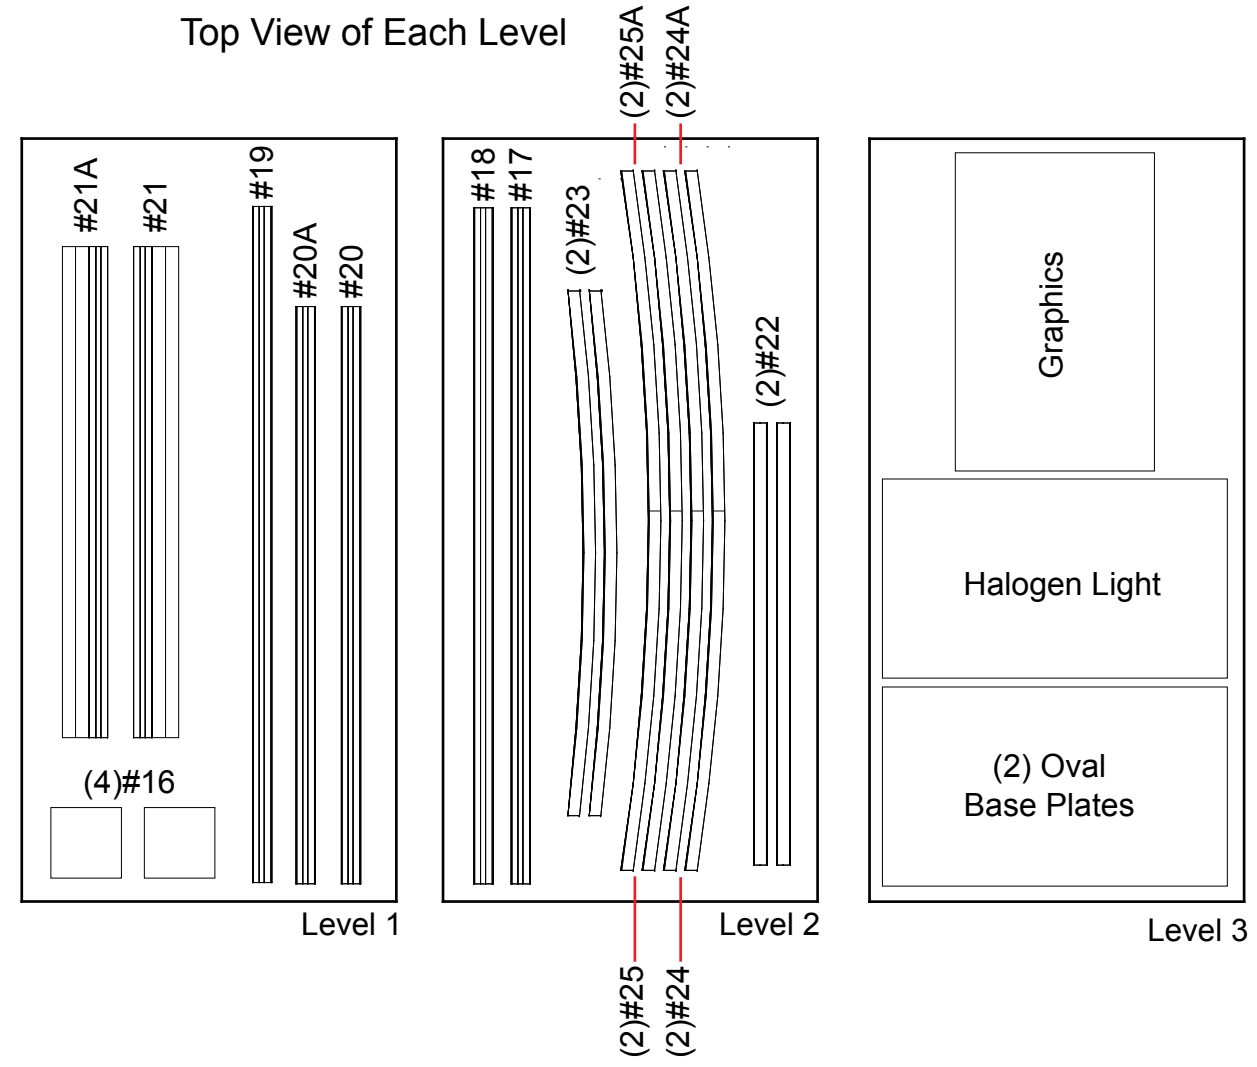 Top View of Each Level
(2)#25A
(2)#24A
#21A
#21
#19
#20A
#20
(4)#16
Level 1
#18
#17
(2)#23
(2)#22
Level 2
(2)#25
(2)#24
Graphics
Halogen Light
(2) Oval
Base Plates
Level 3